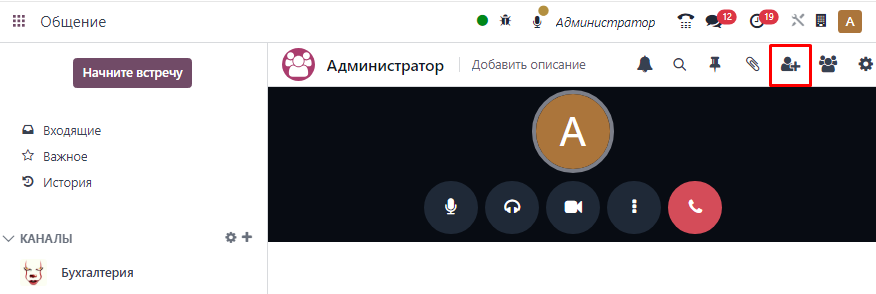 Общение
Администратор
12
19
A
Начните встречу
Администратор
Добавить описание
A
Входящие
Важное
История
КАНАЛЫ
Бухгалтерия